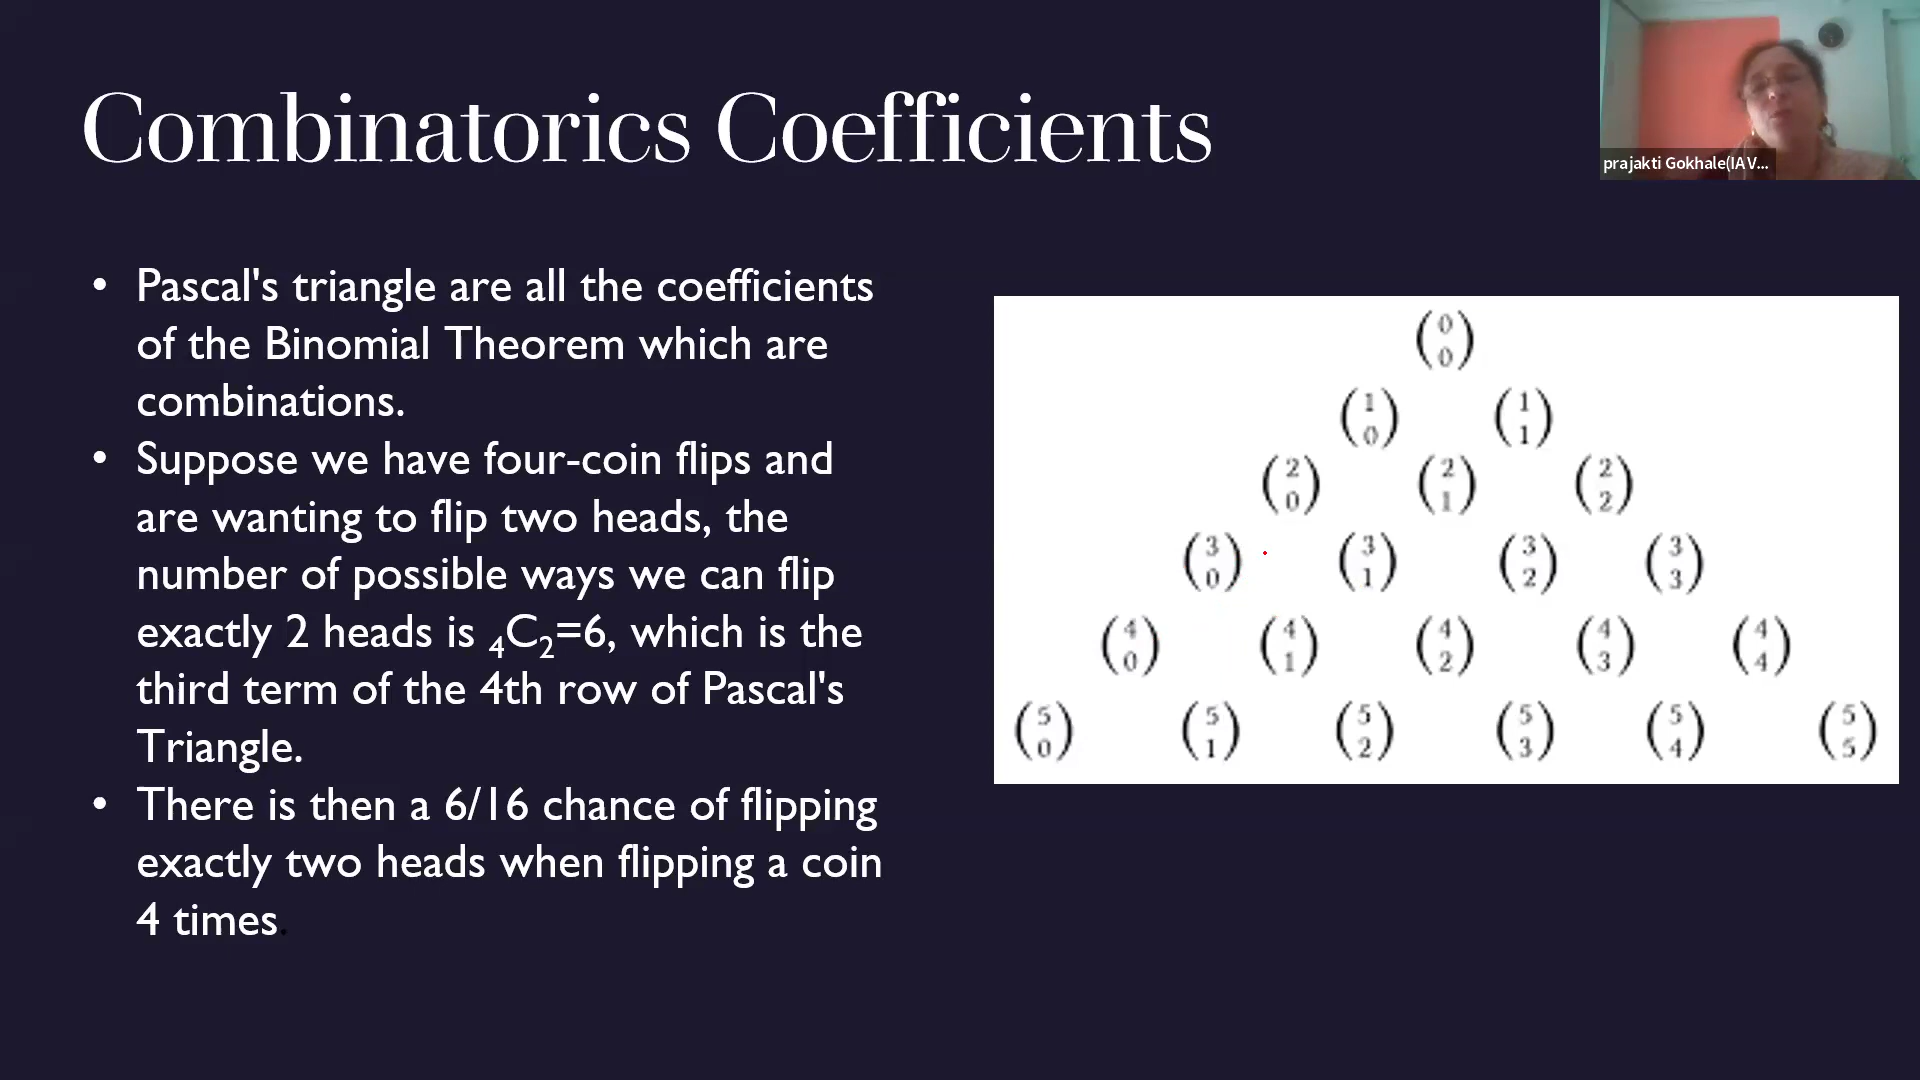 Combinatorics Coefficients
prajakti Gokhale(IAV...
• Pascal's triangle are all the coefficients
of the Binomial Theorem which are
combinations.
• Suppose we have four-coin flips and
are wanting to flip two heads, the
number of possible ways we can flip
exactly 2 heads is ₄C₂=6, which is the
third term of the 4th row of Pascal's
Triangle.
• There is then a 6/16 chance of flipping
exactly two heads when flipping a coin
4 times.
(0 0)
(1 0) (1 1)
(2 0) (2 1) (2 2)
(3 0) (3 1) (3 2) (3 3)
(4 0) (4 1) (4 2) (4 3) (4 4)
(5 0) (5 1) (5 2) (5 3) (5 4) (5 5)